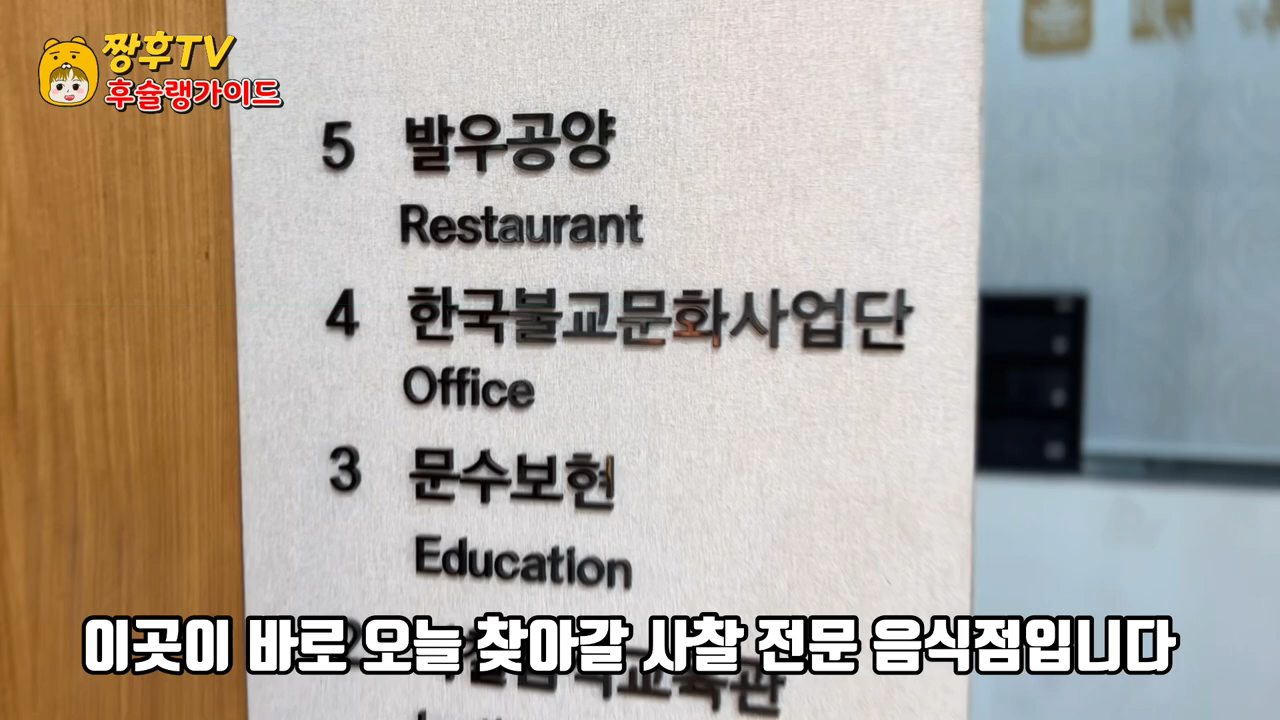 짱후TV
후슐랭가이드
5 발우공양
Restaurant
4 한국불교문화사업단
Office
3 문수보현
Education
이곳이 바로 오늘 찾아갈 사찰 전문 음식점입니다
2